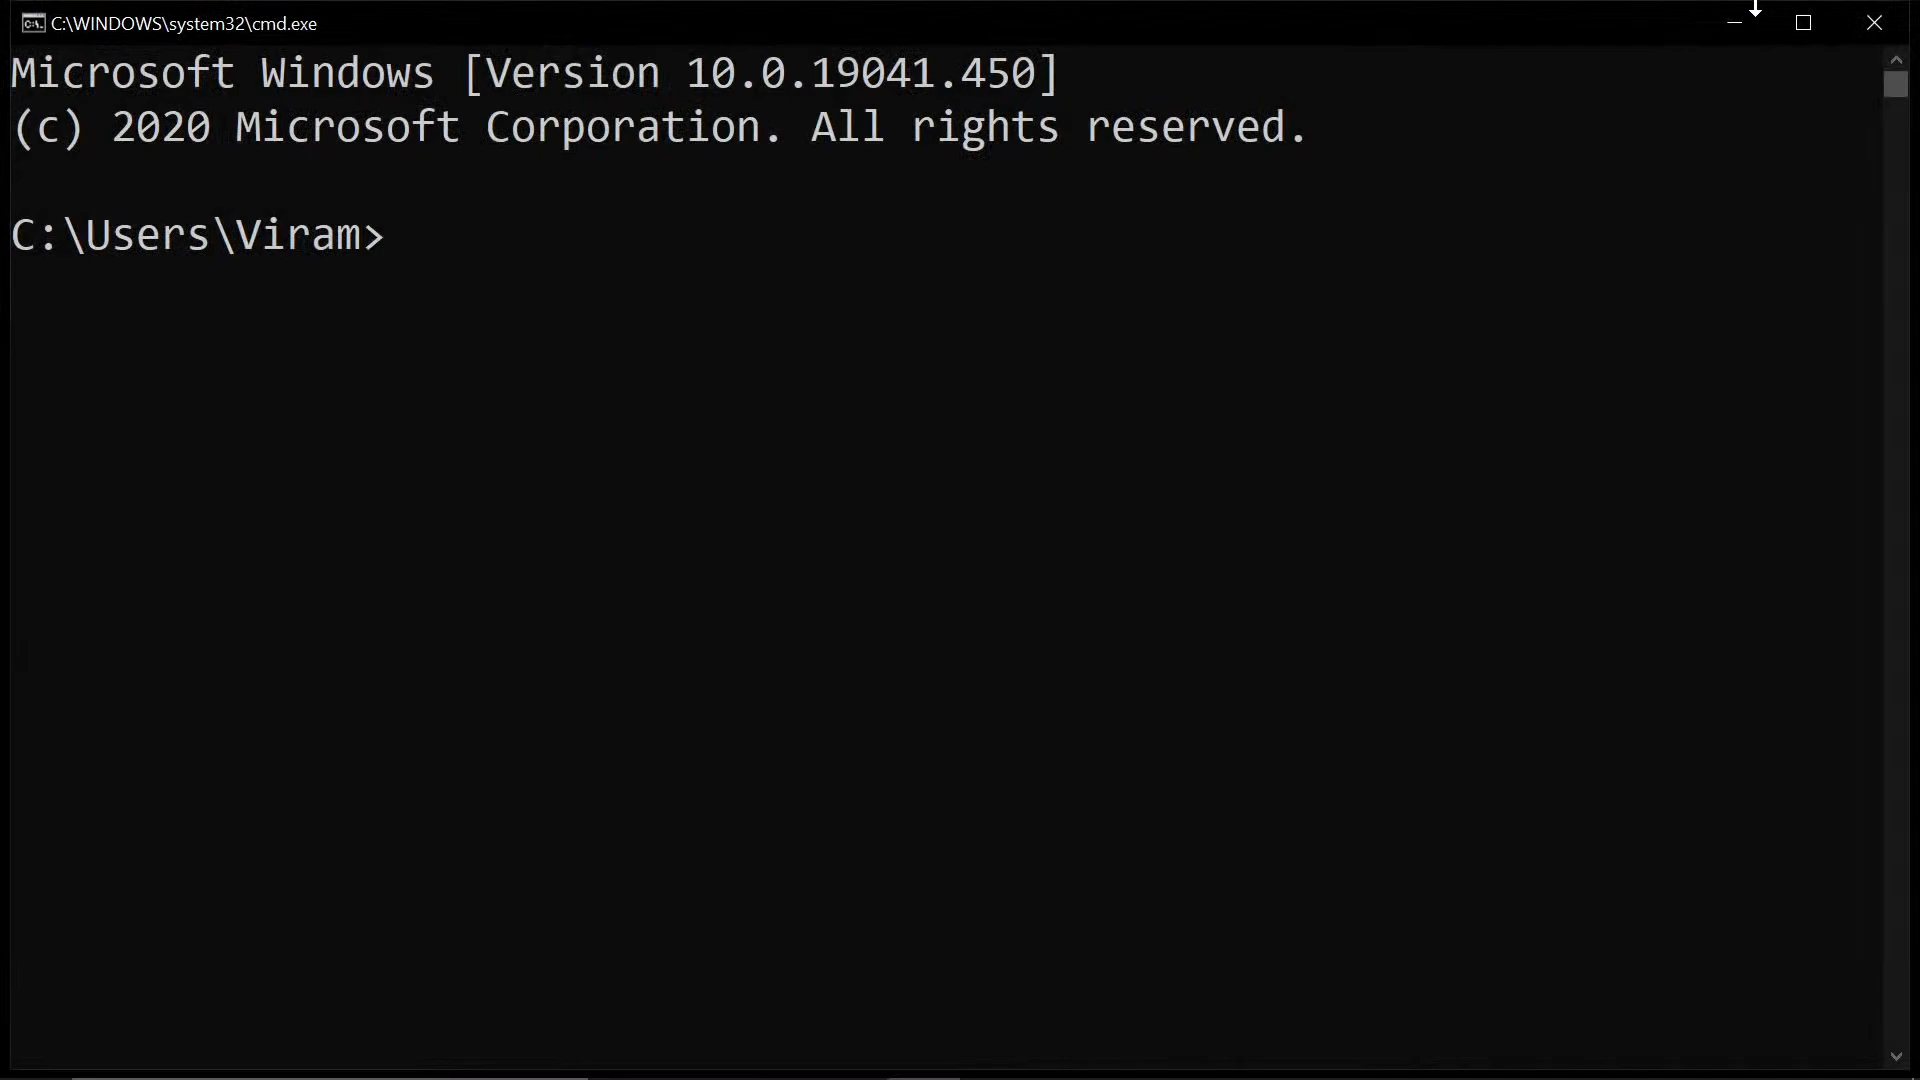 C:\WINDOWS\system32\cmd.exe
Microsoft Windows [Version 10.0.19041.450]
(c) 2020 Microsoft Corporation. All rights reserved.
C:\Users\Viram>